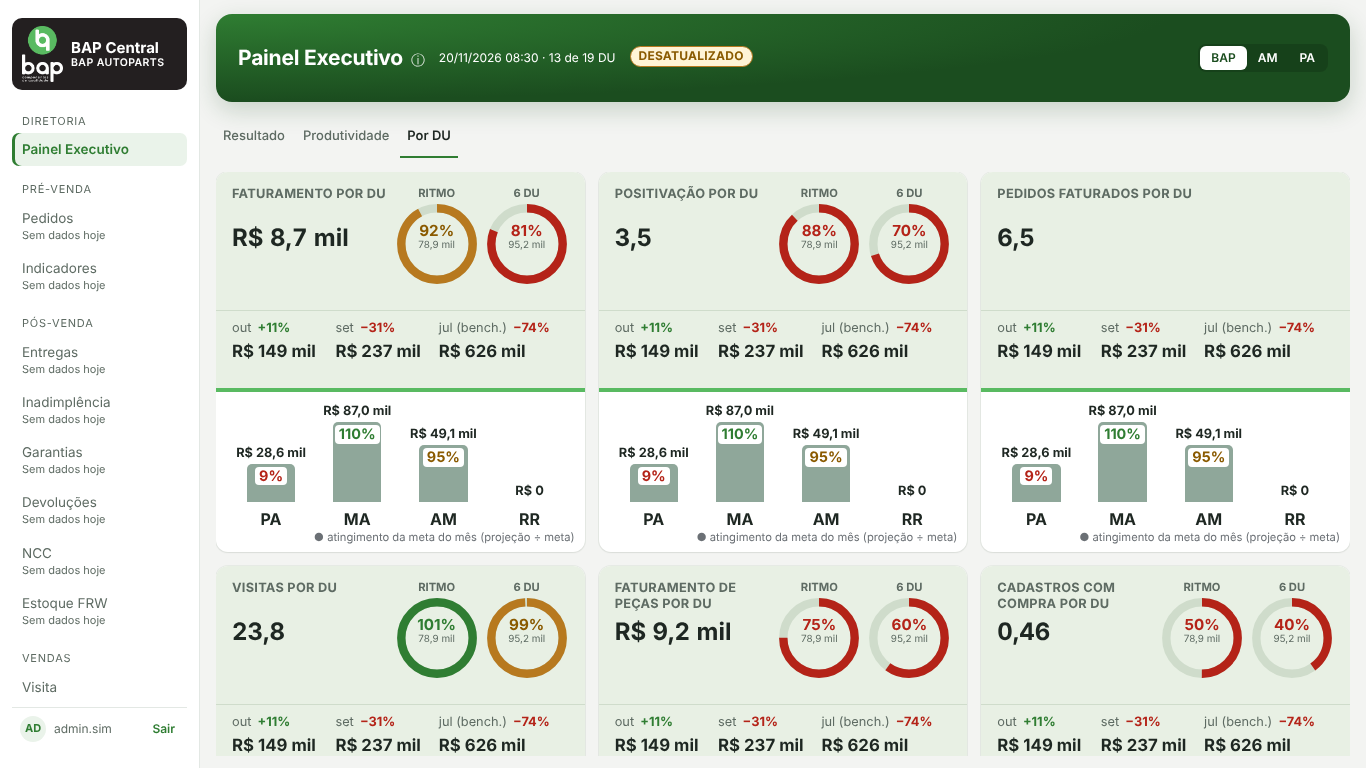 bap
BAP Central
BAP AUTOPARTS
DIRETORIA
Painel Executivo
PRÉ-VENDA
Pedidos
Sem dados hoje
Indicadores
Sem dados hoje
PÓS-VENDA
Entregas
Sem dados hoje
Inadimplência
Sem dados hoje
Garantias
Sem dados hoje
Devoluções
Sem dados hoje
NCC
Sem dados hoje
Estoque FRW
Sem dados hoje
VENDAS
Visita
AD admin.sim Sair
Painel Executivo ⓘ 20/11/2026 08:30 · 13 de 19 DU DESATUALIZADO
BAP AM PA
Resultado Produtividade Por DU
FATURAMENTO POR DU
R$ 8,7 mil
RITMO
92%
78,9 mil
6 DU
81%
95,2 mil
out +11% set −31% jul (bench.) −74%
R$ 149 mil R$ 237 mil R$ 626 mil
R$ 28,6 mil R$ 87,0 mil R$ 49,1 mil R$ 0
9% 110% 95%
PA MA AM RR
● atingimento da meta do mês (projeção ÷ meta)
POSITIVAÇÃO POR DU
3,5
RITMO
88%
78,9 mil
6 DU
70%
95,2 mil
out +11% set −31% jul (bench.) −74%
R$ 149 mil R$ 237 mil R$ 626 mil
R$ 28,6 mil R$ 87,0 mil R$ 49,1 mil R$ 0
9% 110% 95%
PA MA AM RR
● atingimento da meta do mês (projeção ÷ meta)
PEDIDOS FATURADOS POR DU
6,5
out +11% set −31% jul (bench.) −74%
R$ 149 mil R$ 237 mil R$ 626 mil
R$ 28,6 mil R$ 87,0 mil R$ 49,1 mil R$ 0
9% 110% 95%
PA MA AM RR
● atingimento da meta do mês (projeção ÷ meta)
VISITAS POR DU
23,8
RITMO
101%
78,9 mil
6 DU
99%
95,2 mil
out +11% set −31% jul (bench.) −74%
R$ 149 mil R$ 237 mil R$ 626 mil
FATURAMENTO DE
PEÇAS POR DU
R$ 9,2 mil
RITMO
75%
78,9 mil
6 DU
60%
95,2 mil
out +11% set −31% jul (bench.) −74%
R$ 149 mil R$ 237 mil R$ 626 mil
CADASTROS COM
COMPRA POR DU
0,46
RITMO
50%
78,9 mil
6 DU
40%
95,2 mil
out +11% set −31% jul (bench.) −74%
R$ 149 mil R$ 237 mil R$ 626 mil